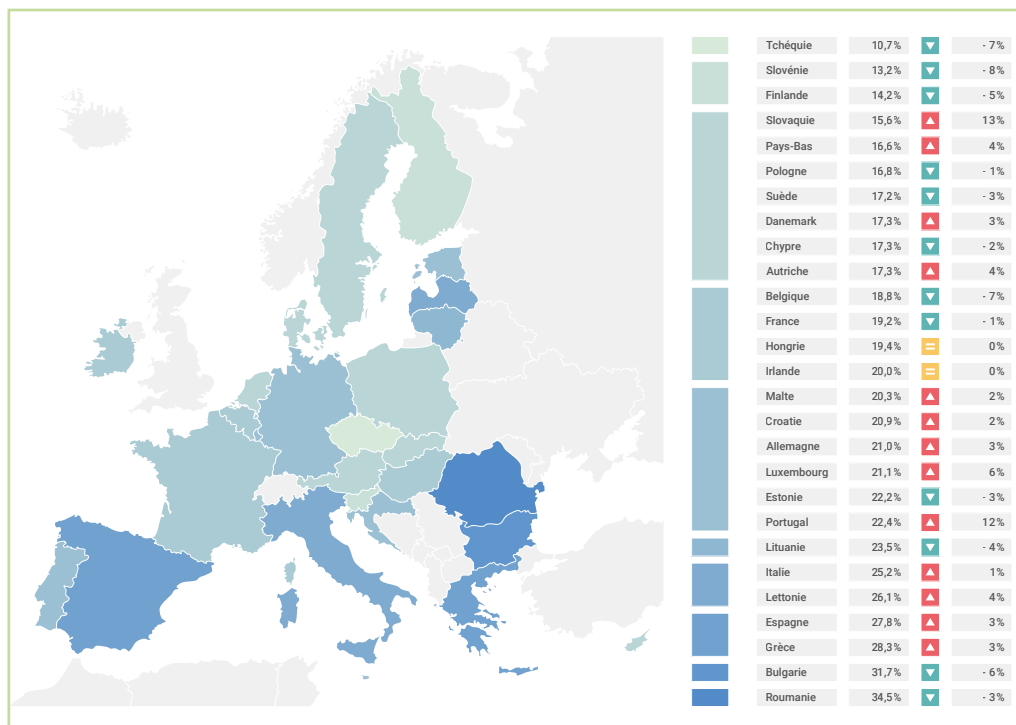 Tchéquie 10,7% - 7%
Slovénie 13,2% - 8%
Finlande 14,2% - 5%
Slovaquie 15,6% 13%
Pays-Bas 16,6% 4%
Pologne 16,8% - 1%
Suède 17,2% - 3%
Danemark 17,3% 3%
Chypre 17,3% - 2%
Autriche 17,3% 4%
Belgique 18,8% - 7%
France 19,2% - 1%
Hongrie 19,4% 0%
Irlande 20,0% 0%
Malte 20,3% 2%
Croatie 20,9% 2%
Allemagne 21,0% 3%
Luxembourg 21,1% 6%
Estonie 22,2% - 3%
Portugal 22,4% 12%
Lituanie 23,5% - 4%
Italie 25,2% 1%
Lettonie 26,1% 4%
Espagne 27,8% 3%
Grèce 28,3% 3%
Bulgarie 31,7% - 6%
Roumanie 34,5% - 3%